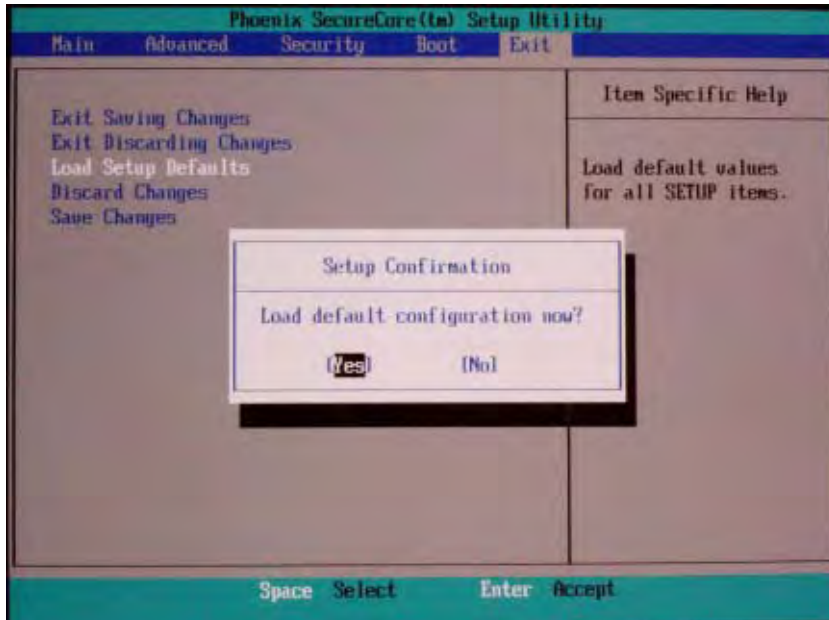 Phoenix SecureCore(tm) Setup Utility
Main Advanced Security Boot Exit
Exit Saving Changes
Exit Discarding Changes
Load Setup Defaults
Discard Changes
Save Changes
Item Specific Help
Load default values
for all SETUP items.
Setup Confirmation
Load default configuration now?
[Yes] [No]
Space Select Enter Accept